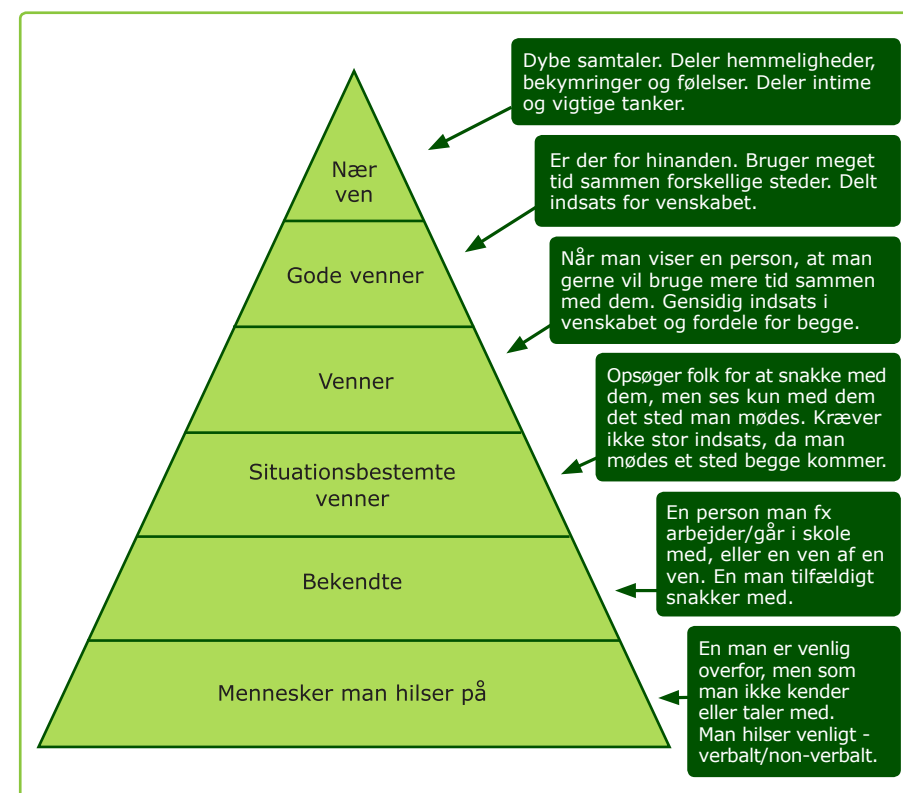 Dybe samtaler. Deler hemmeligheder,
bekymringer og følelser. Deler intime
og vigtige tanker.
Nær
ven
Er der for hinanden. Bruger meget
tid sammen forskellige steder. Delt
indsats for venskabet.
Gode venner
Når man viser en person, at man
gerne vil bruge mere tid sammen
med dem. Gensidig indsats i
venskabet og fordele for begge.
Venner
Opsøger folk for at snakke med
dem, men ses kun med dem
det sted man mødes. Kræver
ikke stor indsats, da man
mødes et sted begge kommer.
Situationsbestemte
venner
En person man fx
arbejder/går i skole
med, eller en ven af en
ven. En man tilfældigt
snakker med.
Bekendte
En man er venlig
overfor, men som
man ikke kender
eller taler med.
Man hilser venligt -
verbalt/non-verbalt.
Mennesker man hilser på